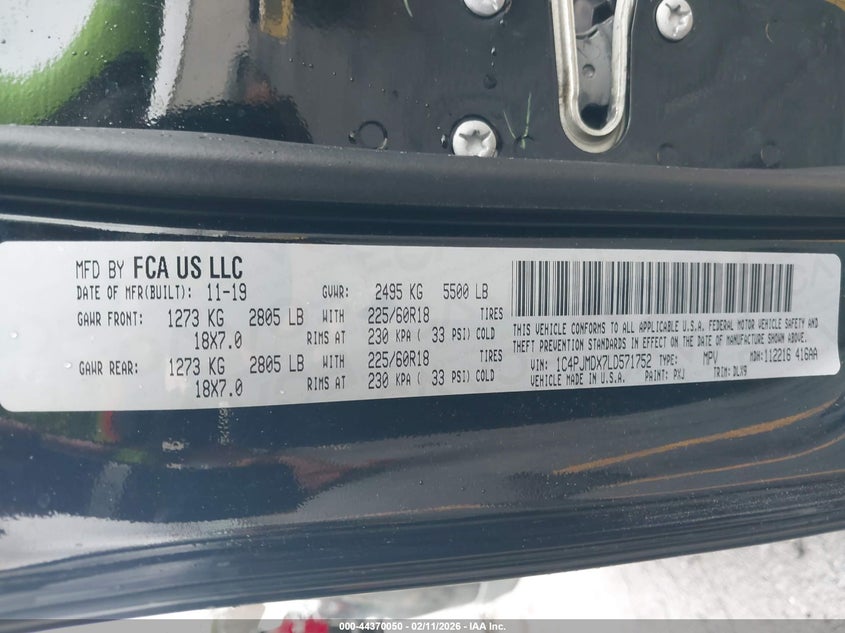 MFD BY FCA US LLC
DATE OF MFR(BUILT): 11-19 GVWR: 2495 KG 5500 LB
GAWR FRONT: 1273 KG 2805 LB WITH 225/60R18 TIRES
18X7.0 RIMS AT 230 KPA ( 33 PSI) COLD
GAWR REAR: 1273 KG 2805 LB WITH 225/60R18 TIRES
18X7.0 RIMS AT 230 KPA ( 33 PSI) COLD
THIS VEHICLE CONFORMS TO ALL APPLICABLE U.S.A. FEDERAL MOTOR VEHICLE SAFETY AND
THEFT PREVENTION STANDARDS IN EFFECT ON THE DATE OF MANUFACTURE SHOWN ABOVE.
VIN: 1C4PJMDX7LD571752 TYPE: MPV MDH:112216 416AA
MADE IN U.S.A. PAINT: PXJ TRIM: DLX9
000-44370050 - 02/11/2026 - IAA Inc.